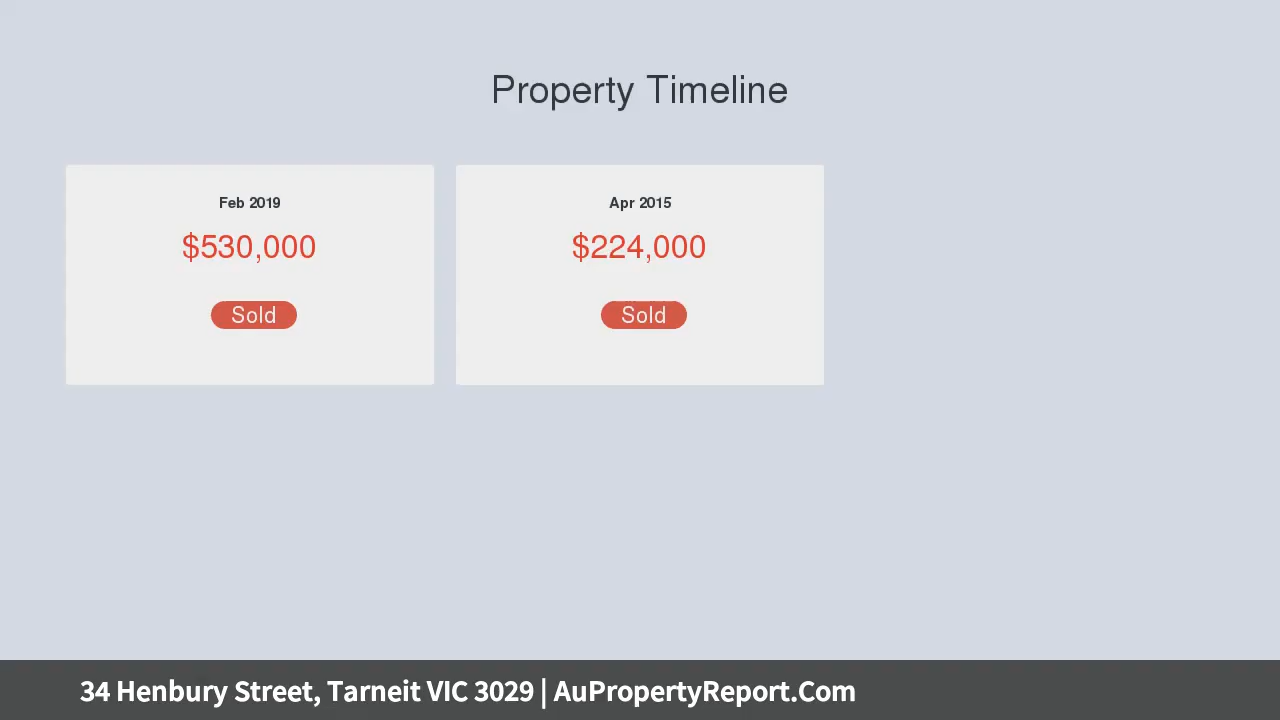 Property Timeline
Feb 2019
$530,000
Sold
Apr 2015
$224,000
Sold
34 Henbury Street, Tarneit VIC 3029 | AuPropertyReport.Com